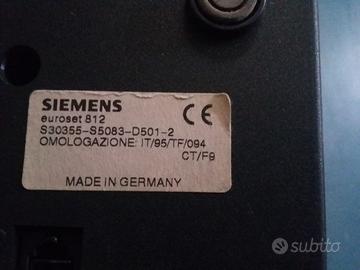 SIEMENS
euroset 812
S30355-S5083-D501-2
OMOLOGAZIONE: IT/95/TF/094
CT/F9
CE
MADE IN GERMANY
subito